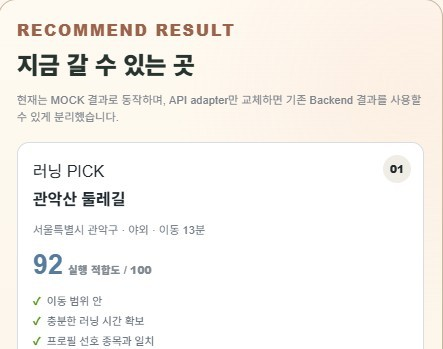 RECOMMEND RESULT
지금 갈 수 있는 곳
현재는 MOCK 결과로 동작하며, API adapter만 교체하면 기존 Backend 결과를 사용할
수 있게 분리했습니다.
러닝 PICK
01
관악산 둘레길
서울특별시 관악구 · 야외 · 이동 13분
92 실행 적합도 / 100
✓ 이동 범위 안
✓ 충분한 러닝 시간 확보
✓ 프로필 선호 종목과 일치